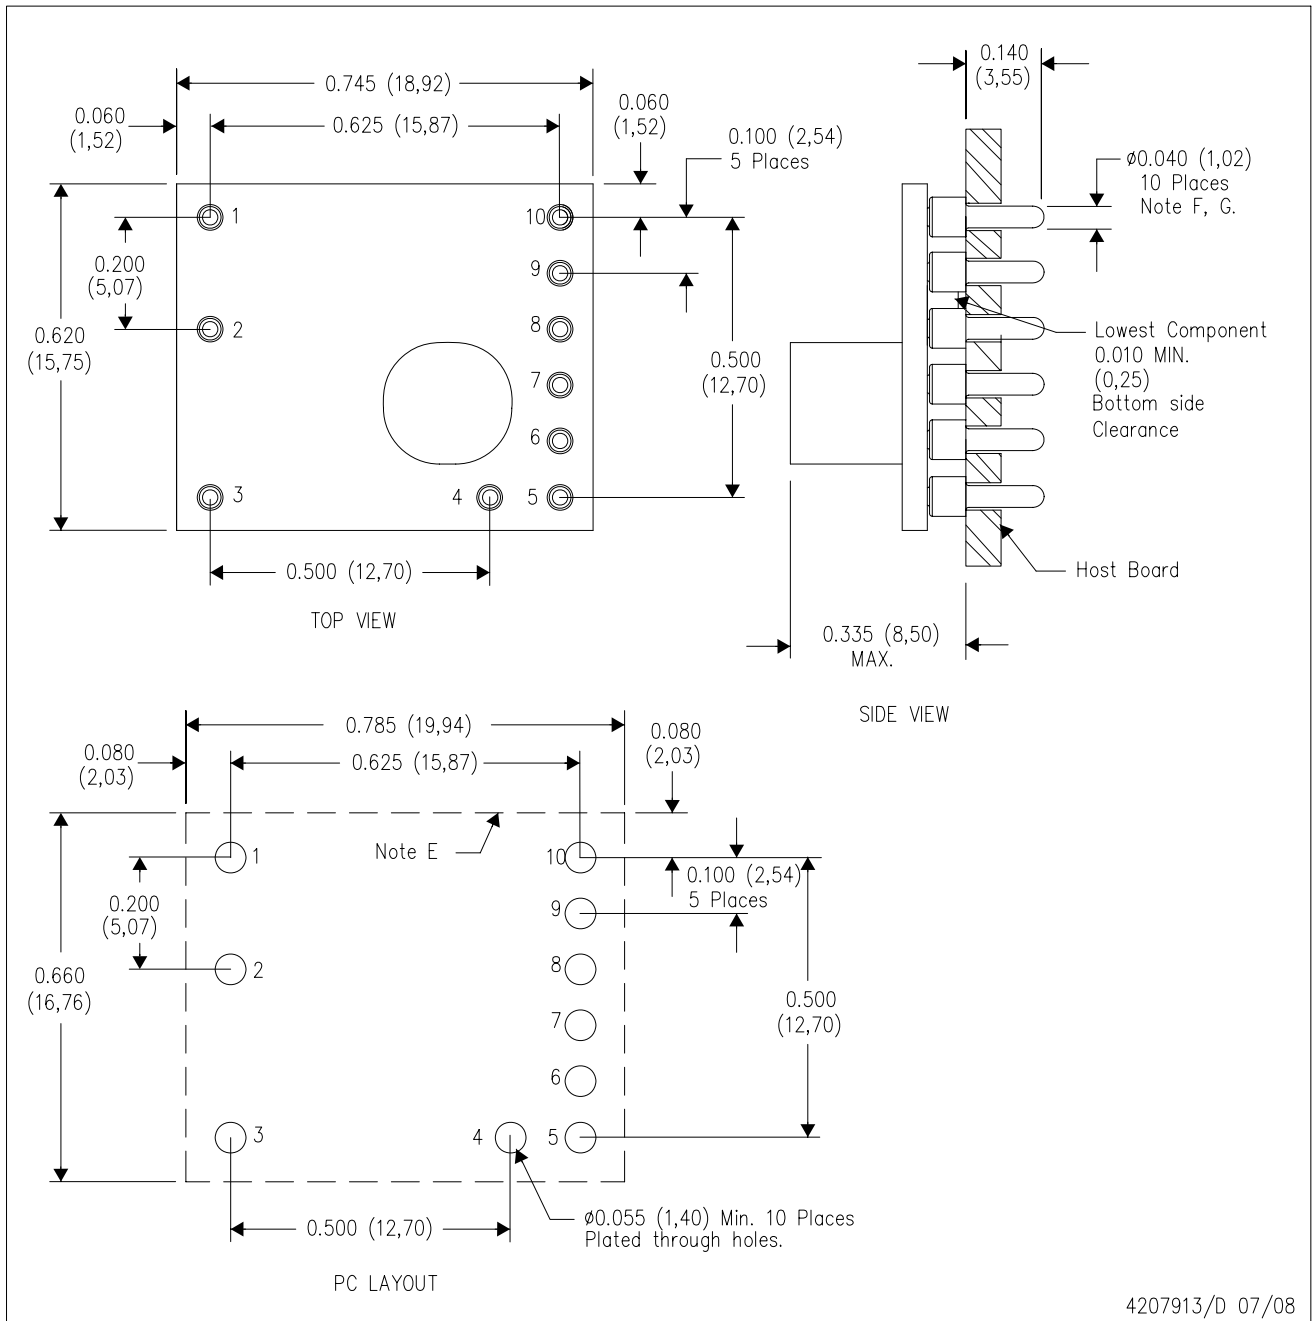 0.745 (18,92)
0.060
(1,52)
0.625 (15,87)
0.060
(1,52)
0.100 (2,54)
5 Places
1
10
0.200
(5,07)
9
2
8
0.620
(15,75)
0.500
(12,70)
7
6
3
4
5
0.500 (12,70)
TOP VIEW
0.140
(3,55)
ø0.040 (1,02)
10 Places
Note F, G.
Lowest Component
0.010 MIN.
(0,25)
Bottom side
Clearance
Host Board
0.335 (8,50)
MAX.
SIDE VIEW
0.785 (19,94)
0.080
(2,03)
0.625 (15,87)
0.080
(2,03)
Note E
1
10
0.100 (2,54)
5 Places
0.200
(5,07)
9
2
8
0.660
(16,76)
0.500
(12,70)
7
6
3
4
5
0.500 (12,70)
ø0.055 (1,40) Min. 10 Places
Plated through holes.
PC LAYOUT
4207913/D 07/08